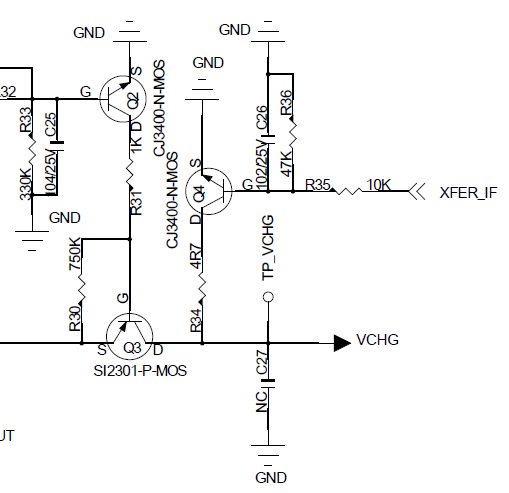 GND
GND
GND
S
Q2
D
G
CJ3400-N-MOS
32
R33
330K
C25
104/25V
GND
1K
R31
CJ3400-N-MOS
S
Q4
D
G
C26
102/25V
R36
47K
R35
10K
XFER_IF
750K
R30
G
4R7
R34
TP_VCHG
S
Q3
D
SI2301-P-MOS
VCHG
C27
NC
GND
UT